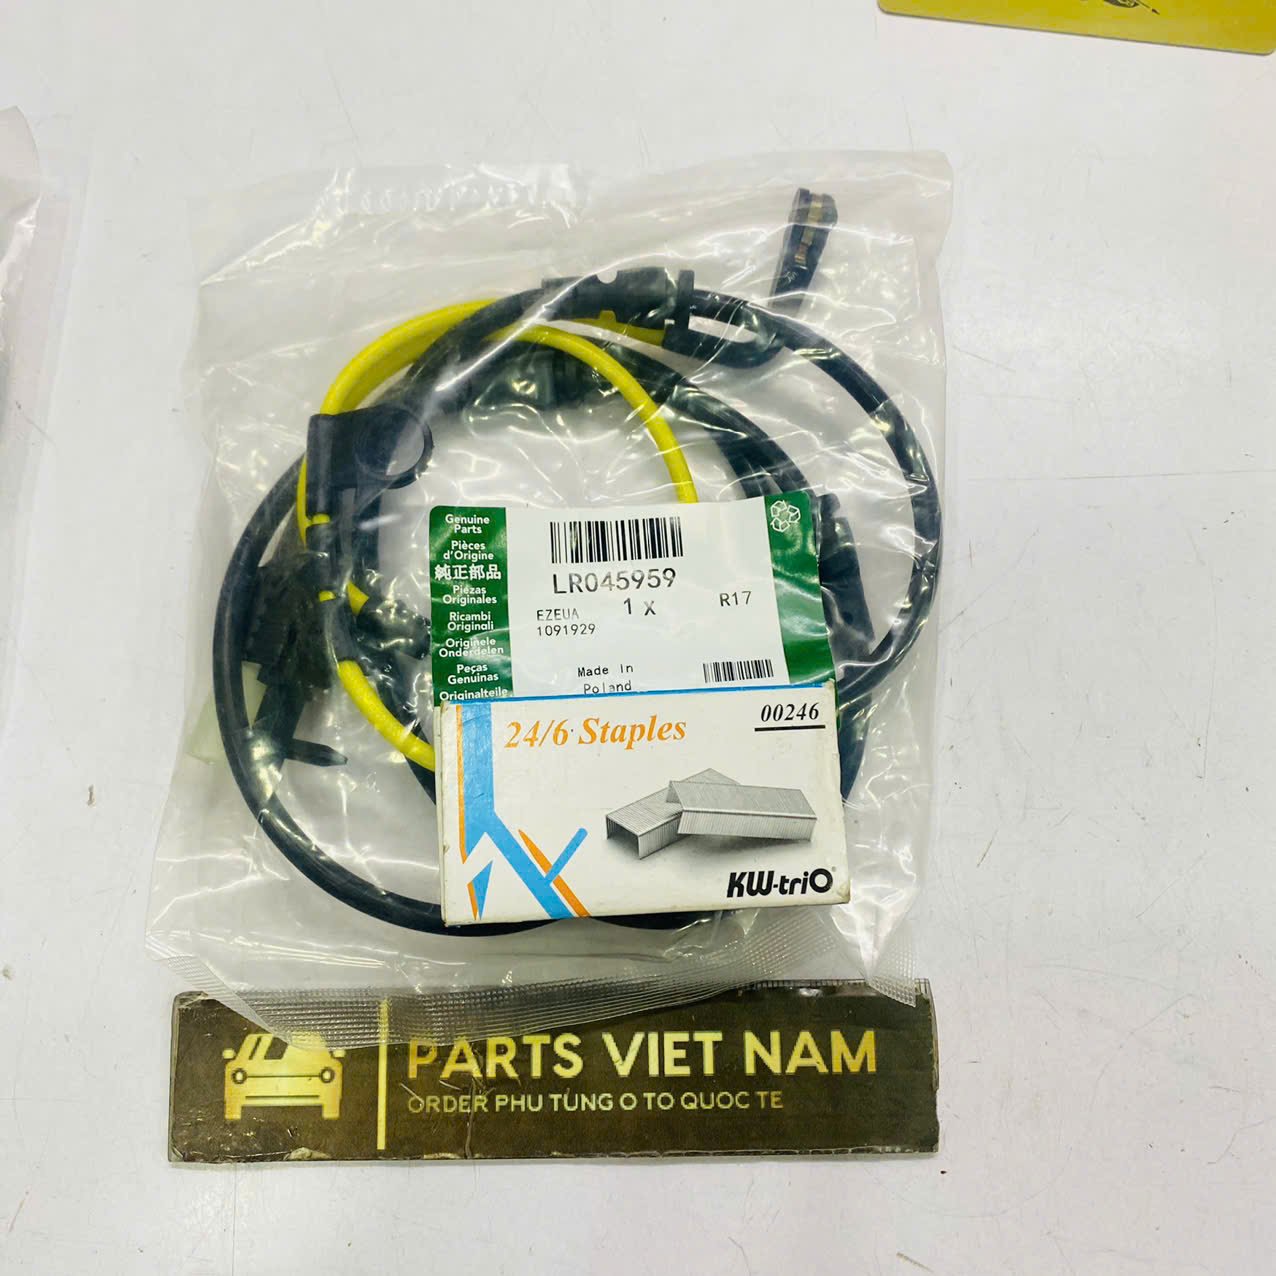 Genuine
Parts
Pièces
d'Origine
純正部品
Piezas
Originales
Ricambi
Originali
Originele
Onderdelen
Peças
Genuinas
Originalteile
LR045959
EZEUA 1 X R17
1091929
Made In
Poland
24/6 Staples
00246
KW-triO
PARTS VIET NAM
ORDER PHU TUNG O TO QUOC TE